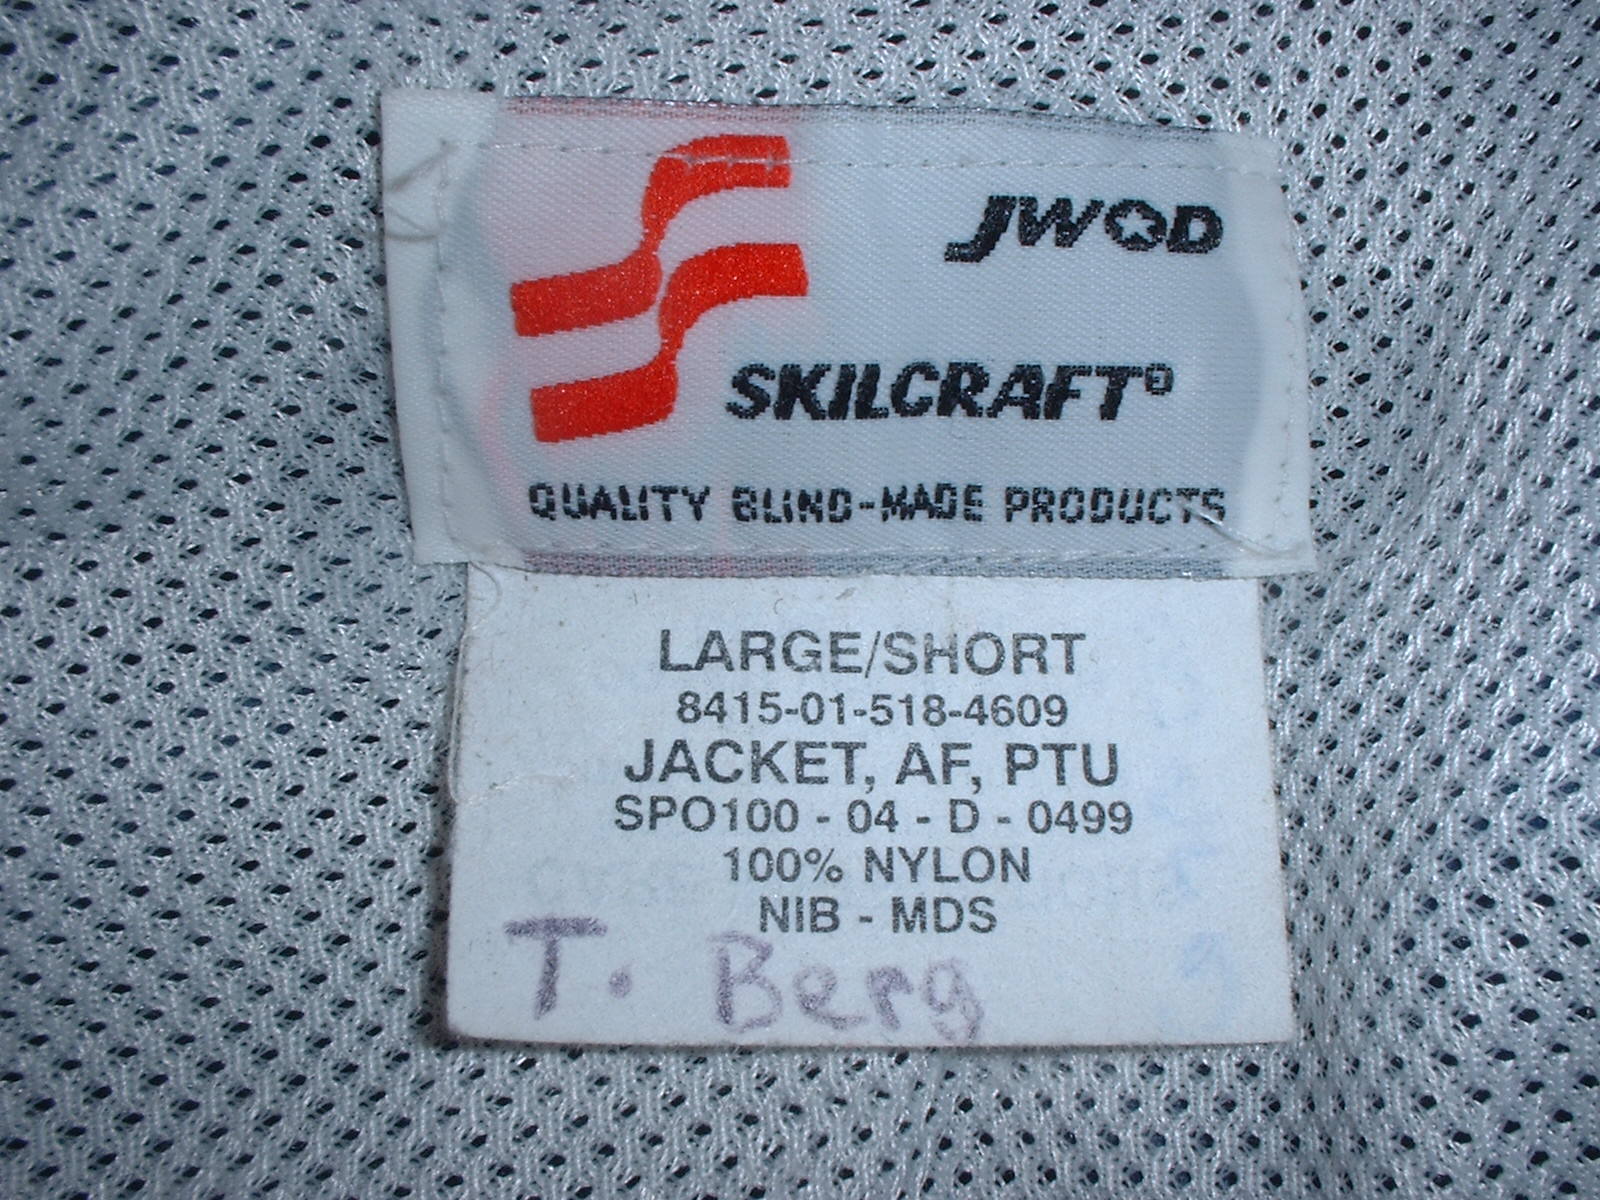 JWOD
SKILCRAFT®
QUALITY BLIND-MADE PRODUCTS
LARGE/SHORT
8415-01-518-4609
JACKET, AF, PTU
SPO100 - 04 - D - 0499
100% NYLON
NIB - MDS
T. Berg